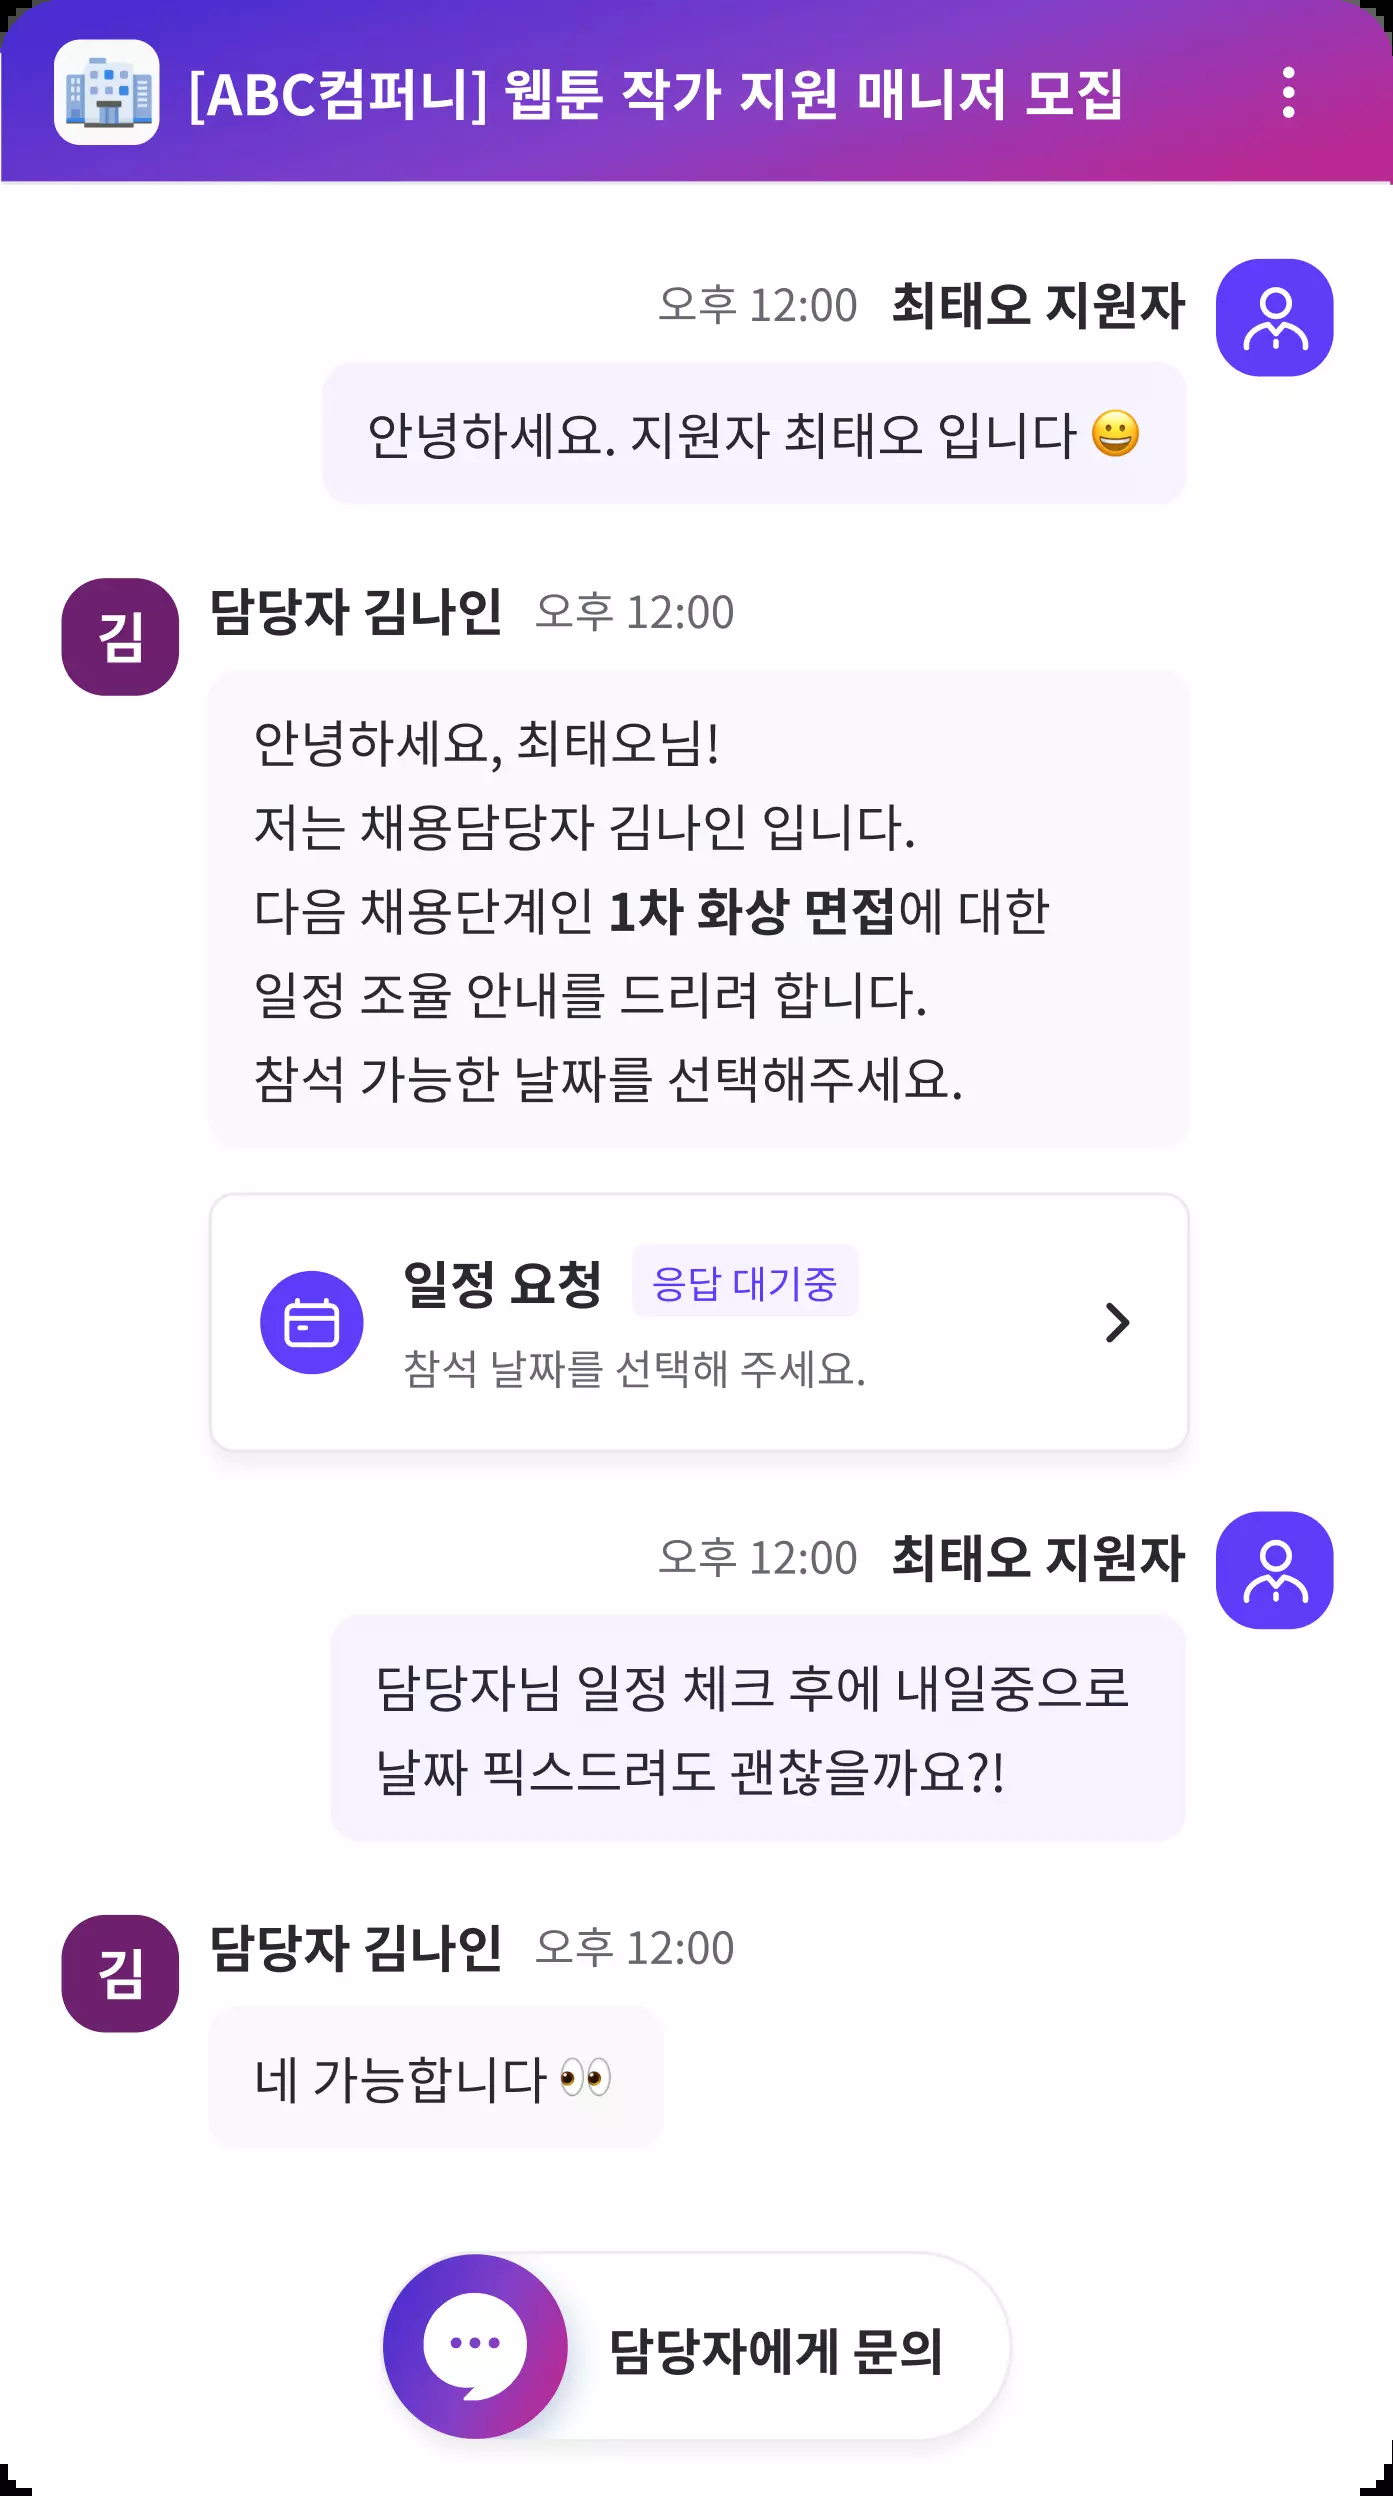 [ABC컴퍼니] 웹툰 작가 지원 매니저 모집
오후 12:00 최태오 지원자
안녕하세요. 지원자 최태오 입니다 😀
김
담당자 김나인 오후 12:00
안녕하세요, 최태오님!
저는 채용담당자 김나인 입니다.
다음 채용단계인 1차 화상 면접에 대한
일정 조율 안내를 드리려 합니다.
참석 가능한 날짜를 선택해주세요.
일정 요청 응답 대기중
참석 날짜를 선택해 주세요.
오후 12:00 최태오 지원자
담당자님 일정 체크 후에 내일중으로
날짜 픽스드려도 괜찮을까요?!
김
담당자 김나인 오후 12:00
네 가능합니다 👀
담당자에게 문의